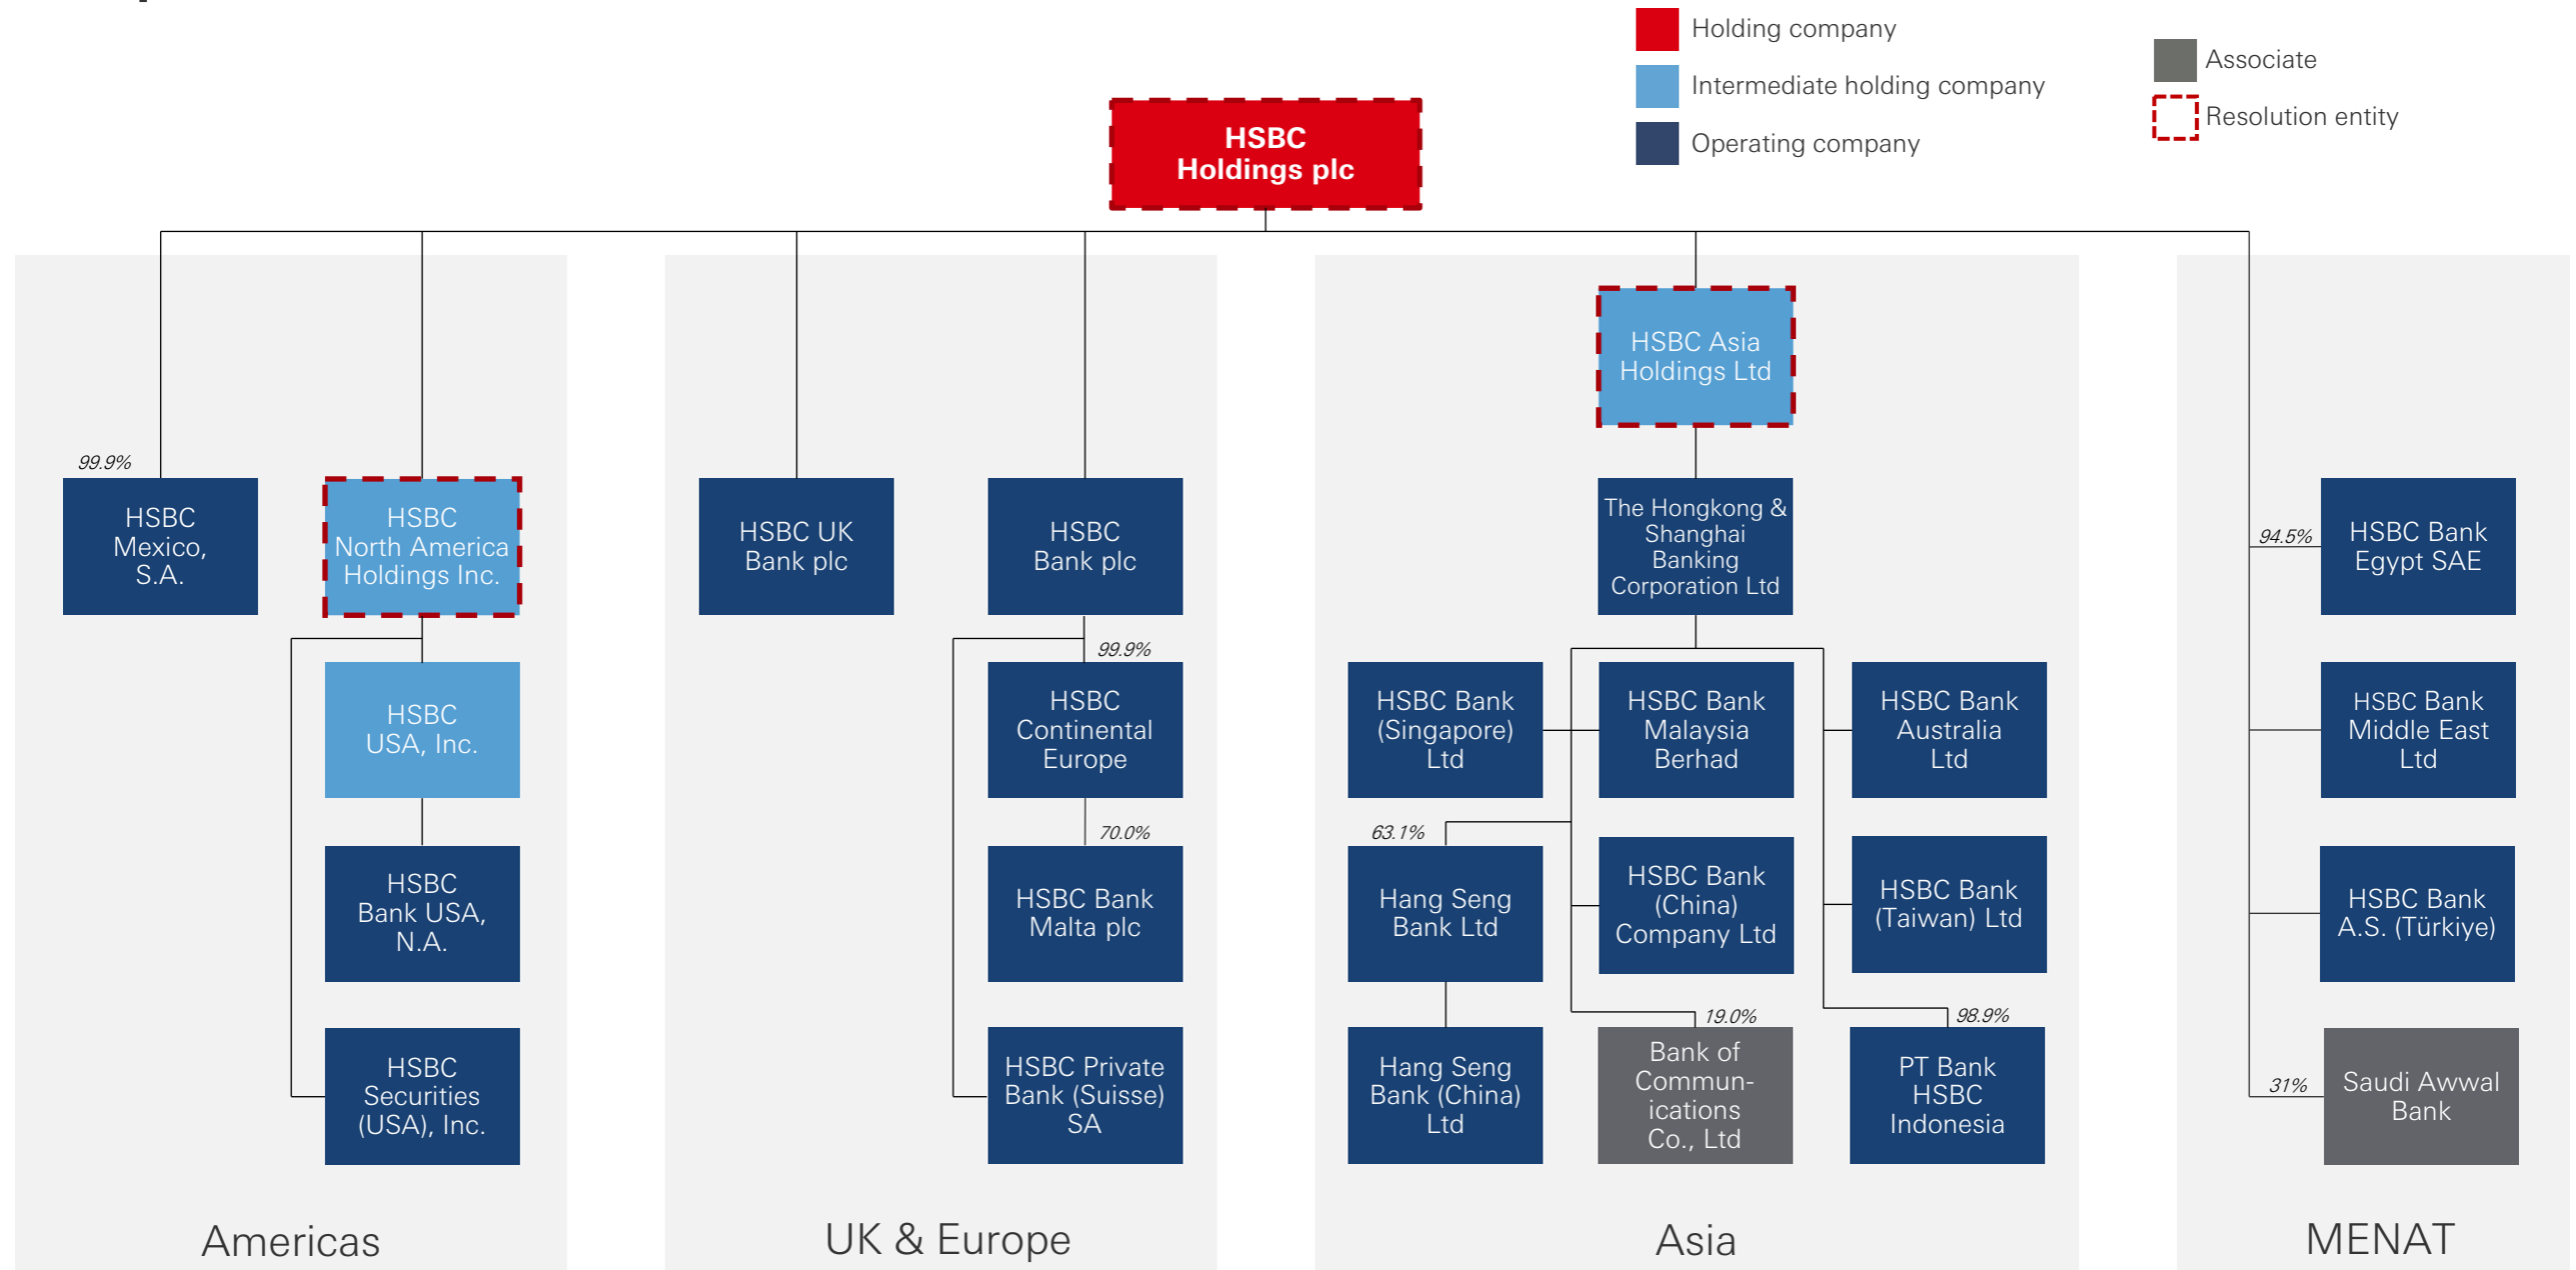 Holding company
Intermediate holding company
Operating company
Associate
Resolution entity
HSBC
Holdings plc
99.9%
HSBC
Mexico,
S.A.
HSBC
North America
Holdings Inc.
HSBC
USA, Inc.
HSBC
Bank USA,
N.A.
HSBC
Securities
(USA), Inc.
Americas
HSBC UK
Bank plc
HSBC
Bank plc
99.9%
HSBC
Continental
Europe
70.0%
HSBC Bank
Malta plc
HSBC Private
Bank (Suisse)
SA
UK & Europe
HSBC Asia
Holdings Ltd
The Hongkong &
Shanghai
Banking
Corporation Ltd
HSBC Bank
(Singapore)
Ltd
HSBC Bank
Malaysia
Berhad
HSBC Bank
Australia
Ltd
63.1%
Hang Seng
Bank Ltd
HSBC Bank
(China)
Company Ltd
HSBC Bank
(Taiwan) Ltd
Hang Seng
Bank (China)
Ltd
19.0%
Bank of
Commun-
ications
Co., Ltd
98.9%
PT Bank
HSBC
Indonesia
Asia
94.5%
HSBC Bank
Egypt SAE
HSBC Bank
Middle East
Ltd
HSBC Bank
A.S. (Türkiye)
31%
Saudi Awwal
Bank
MENAT